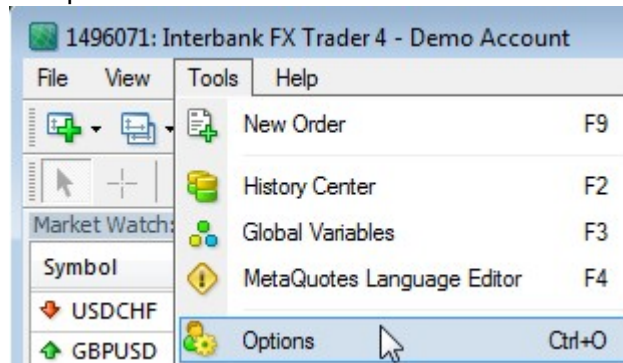 1496071: Interbank FX Trader 4 - Demo Account
File View Tools Help
New Order F9
History Center F2
Market Watch:
Global Variables F3
Symbol
MetaQuotes Language Editor F4
USDCHF
Options Ctrl+O
GBPUSD